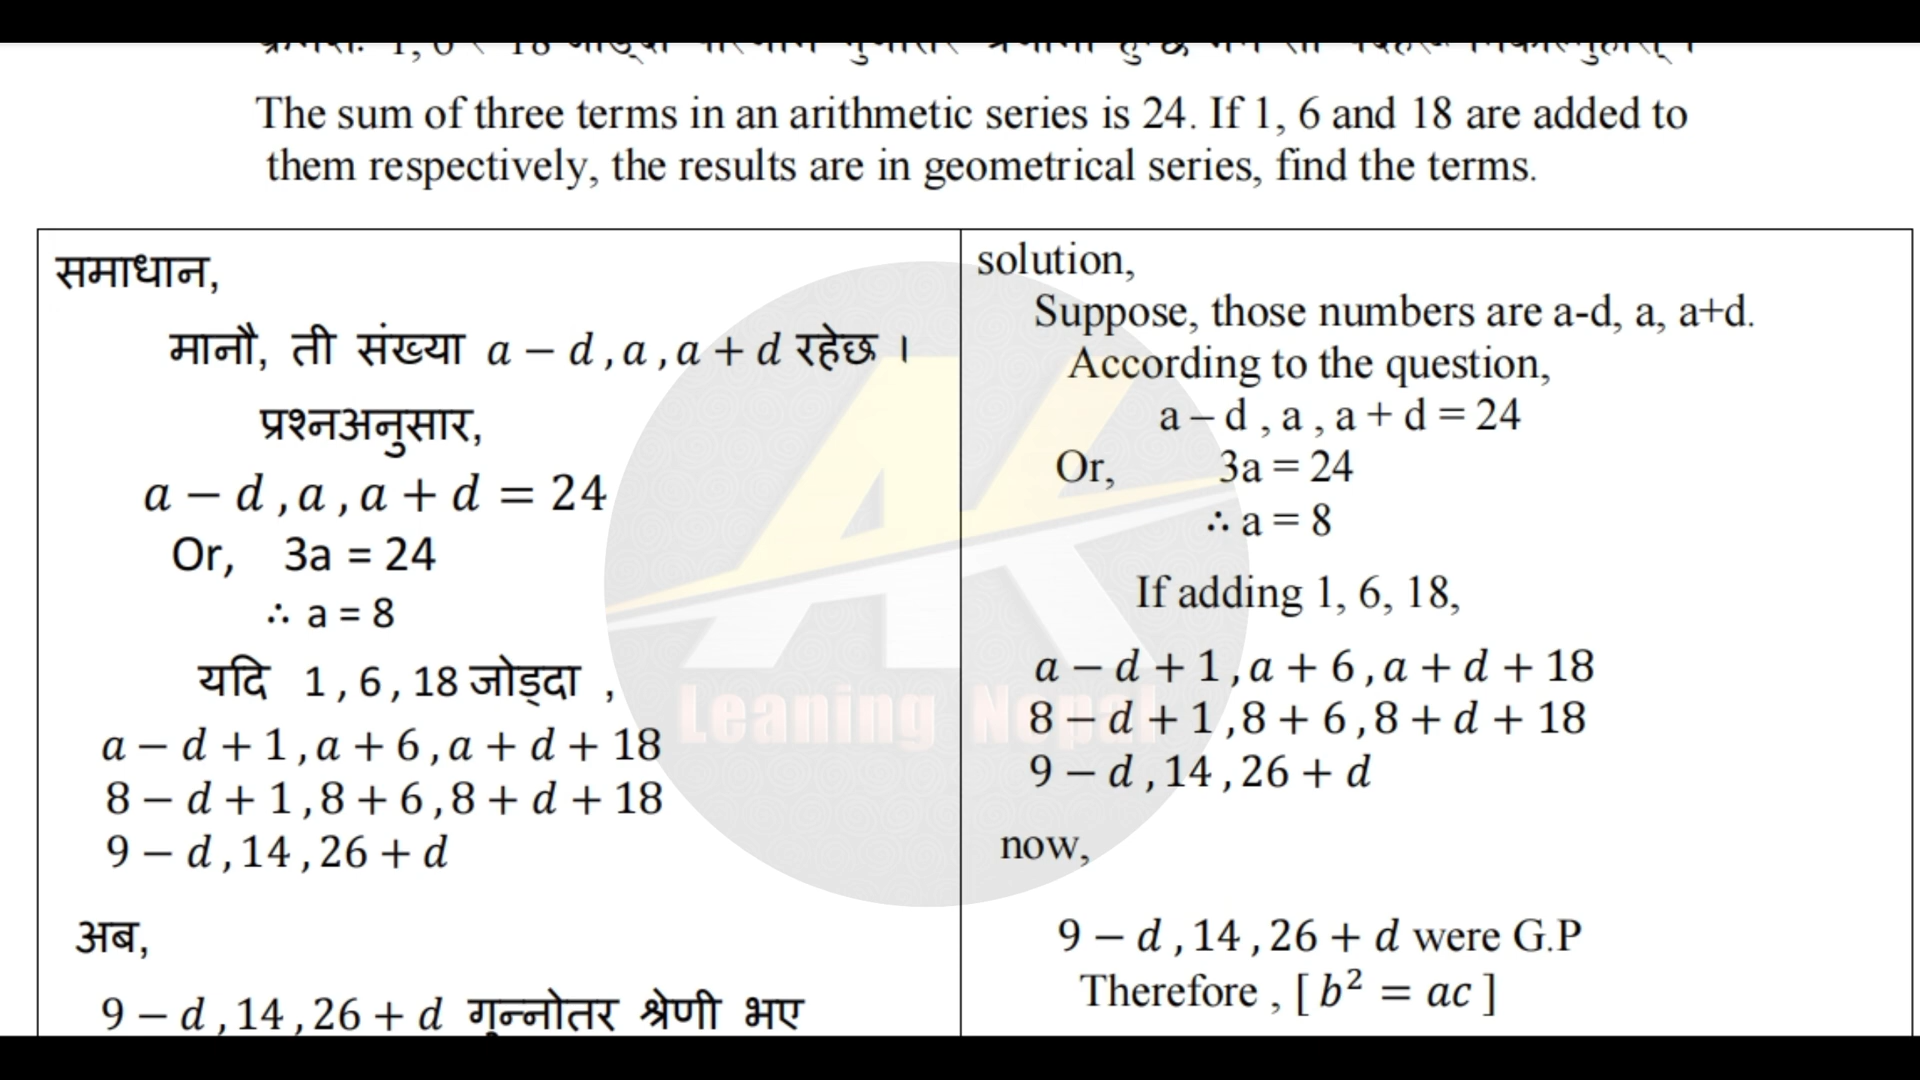 The sum of three terms in an arithmetic series is 24. If 1, 6 and 18 are added to
them respectively, the results are in geometrical series, find the terms.
समाधान,
मानौ, ती संख्या a − d , a , a + d रहेछ ।
प्रश्नअनुसार,
a − d , a , a + d = 24
Or, 3a = 24
∴ a = 8
यदि 1 , 6 , 18 जोड्दा ,
a − d + 1 , a + 6 , a + d + 18
8 − d + 1 , 8 + 6 , 8 + d + 18
9 − d , 14 , 26 + d
अब,
9 − d , 14 , 26 + d गुन्नोतर श्रेणी भए
solution,
Suppose, those numbers are a-d, a, a+d.
According to the question,
a – d , a , a + d = 24
Or, 3a = 24
∴ a = 8
If adding 1, 6, 18,
a − d + 1 , a + 6 , a + d + 18
8 − d + 1 , 8 + 6 , 8 + d + 18
9 − d , 14 , 26 + d
now,
9 − d , 14 , 26 + d were G.P
Therefore , [ b² = ac ]
AK
Leaning Nepal